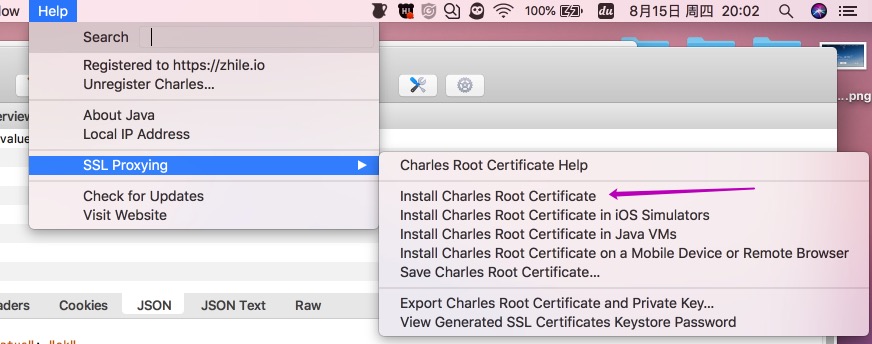 Help
100%
du
8月15日 周四 20:02
Search
Registered to https://zhile.io
Unregister Charles...
About Java
Local IP Address
SSL Proxying
Check for Updates
Visit Website
Charles Root Certificate Help
Install Charles Root Certificate
Install Charles Root Certificate in iOS Simulators
Install Charles Root Certificate in Java VMs
Install Charles Root Certificate on a Mobile Device or Remote Browser
Save Charles Root Certificate...
Export Charles Root Certificate and Private Key...
View Generated SSL Certificates Keystore Password
...png
value
Cookies
JSON
JSON Text
Raw